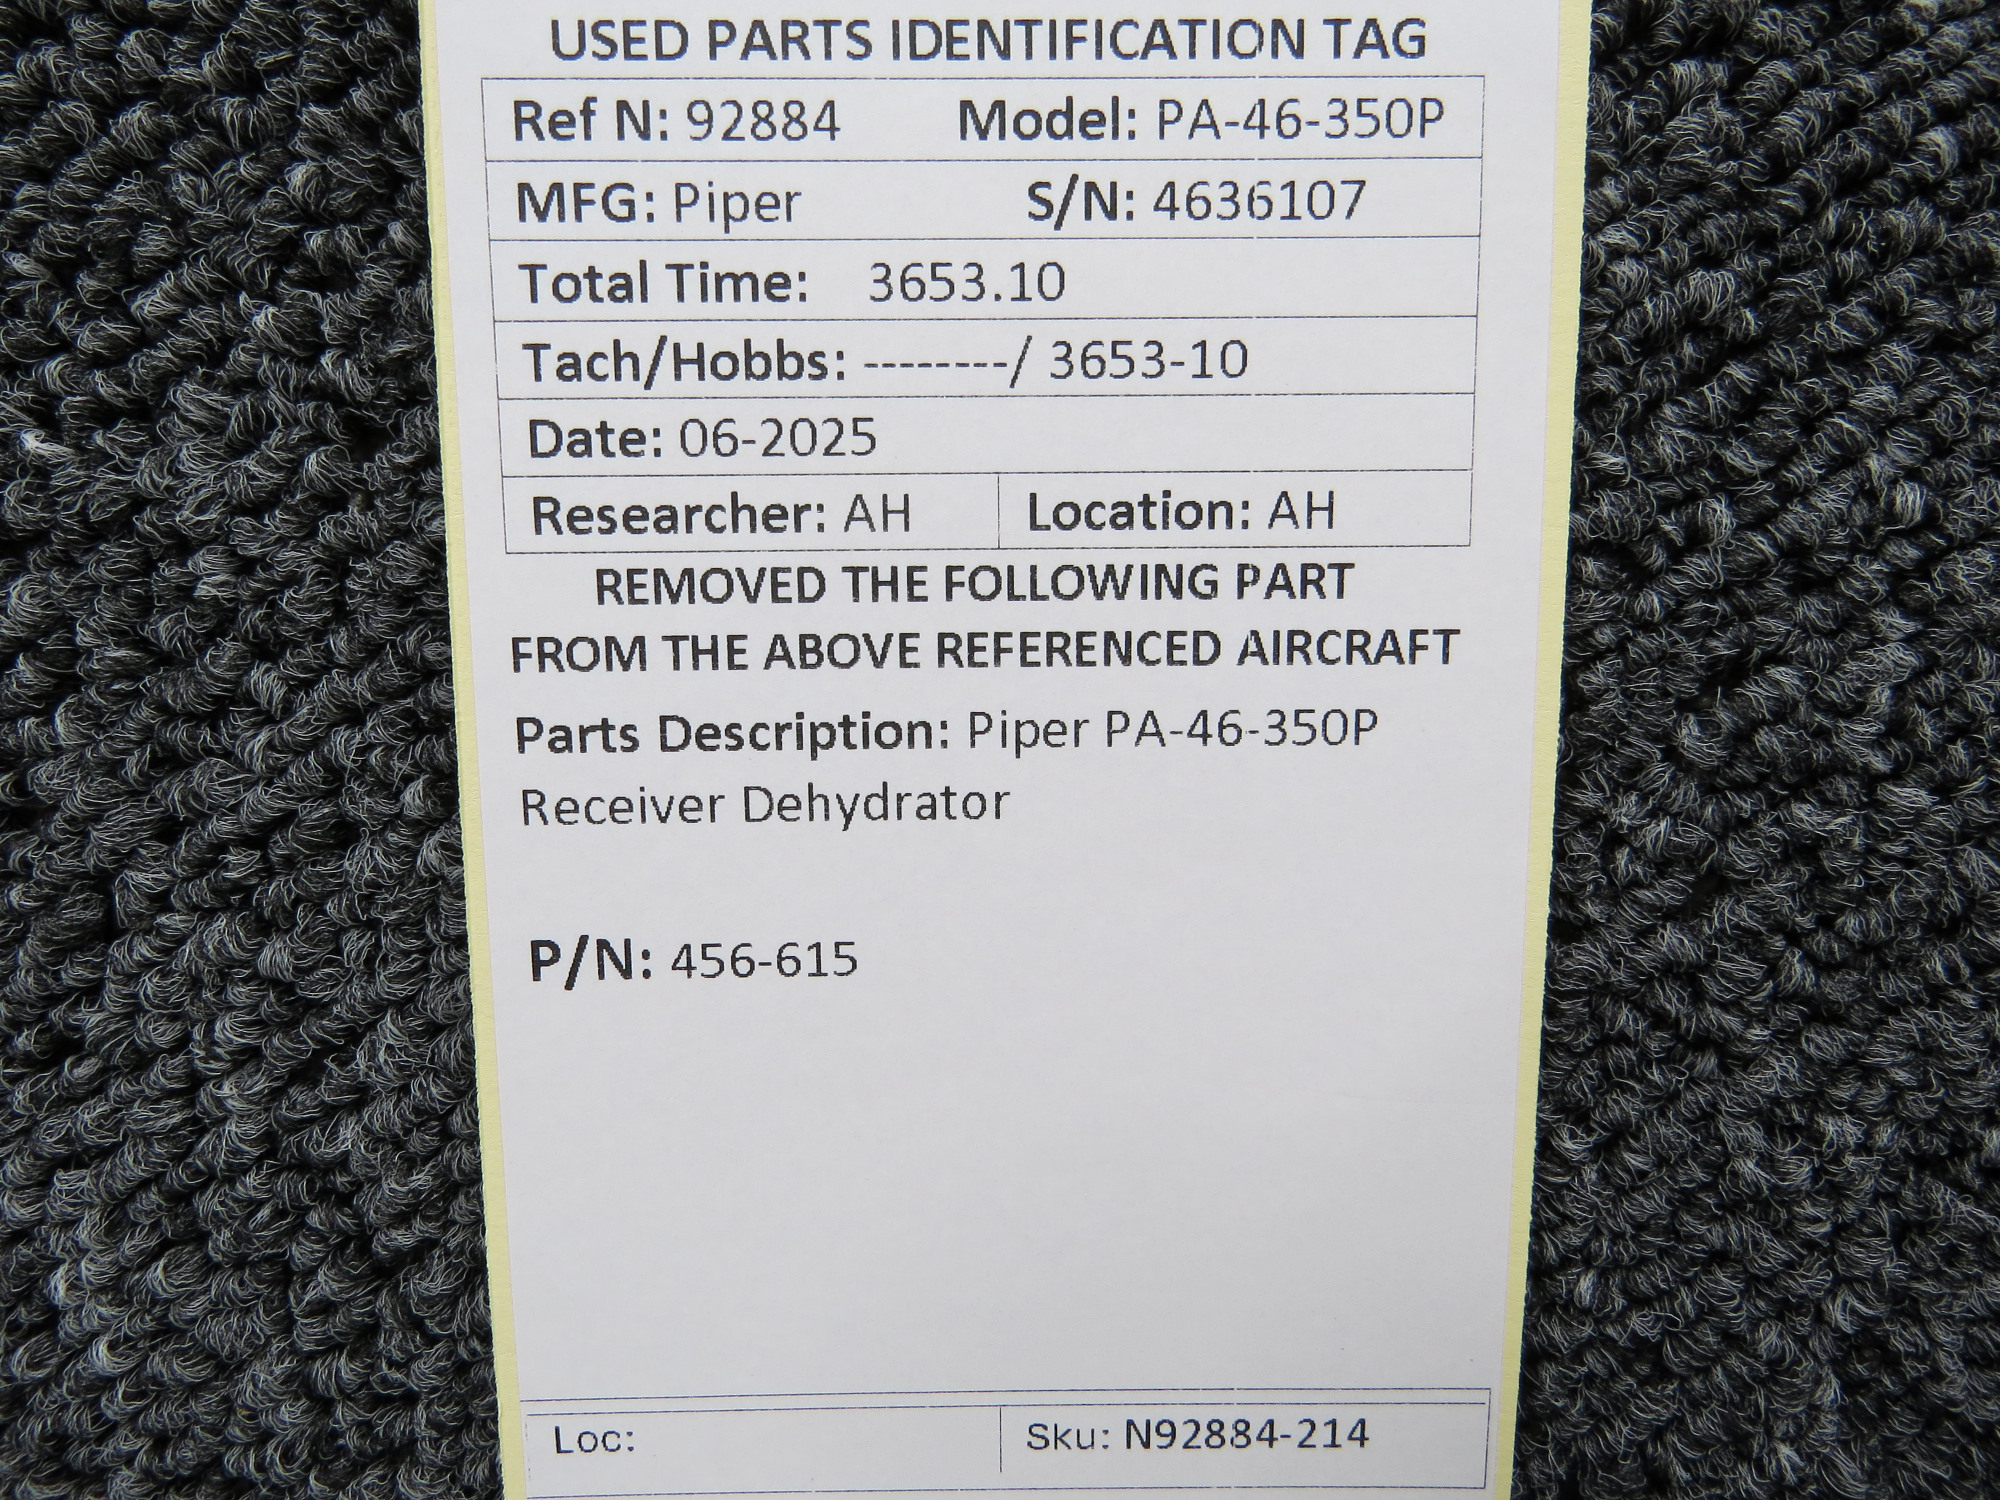 USED PARTS IDENTIFICATION TAG
Ref N: 92884 Model: PA-46-350P
MFG: Piper S/N: 4636107
Total Time: 3653.10
Tach/Hobbs: --------/ 3653-10
Date: 06-2025
Researcher: AH Location: AH
REMOVED THE FOLLOWING PART
FROM THE ABOVE REFERENCED AIRCRAFT
Parts Description: Piper PA-46-350P
Receiver Dehydrator
P/N: 456-615
Loc: Sku: N92884-214